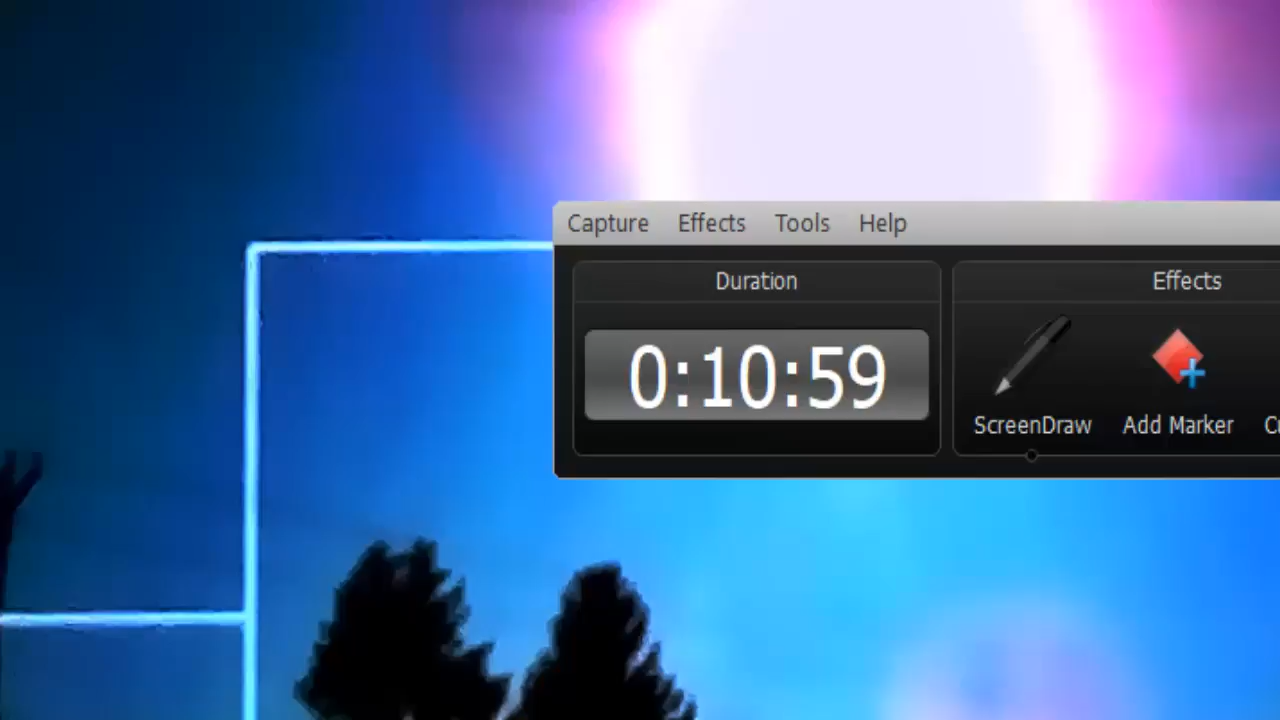 Capture Effects Tools Help
Duration Effects
0:10:59
ScreenDraw Add Marker